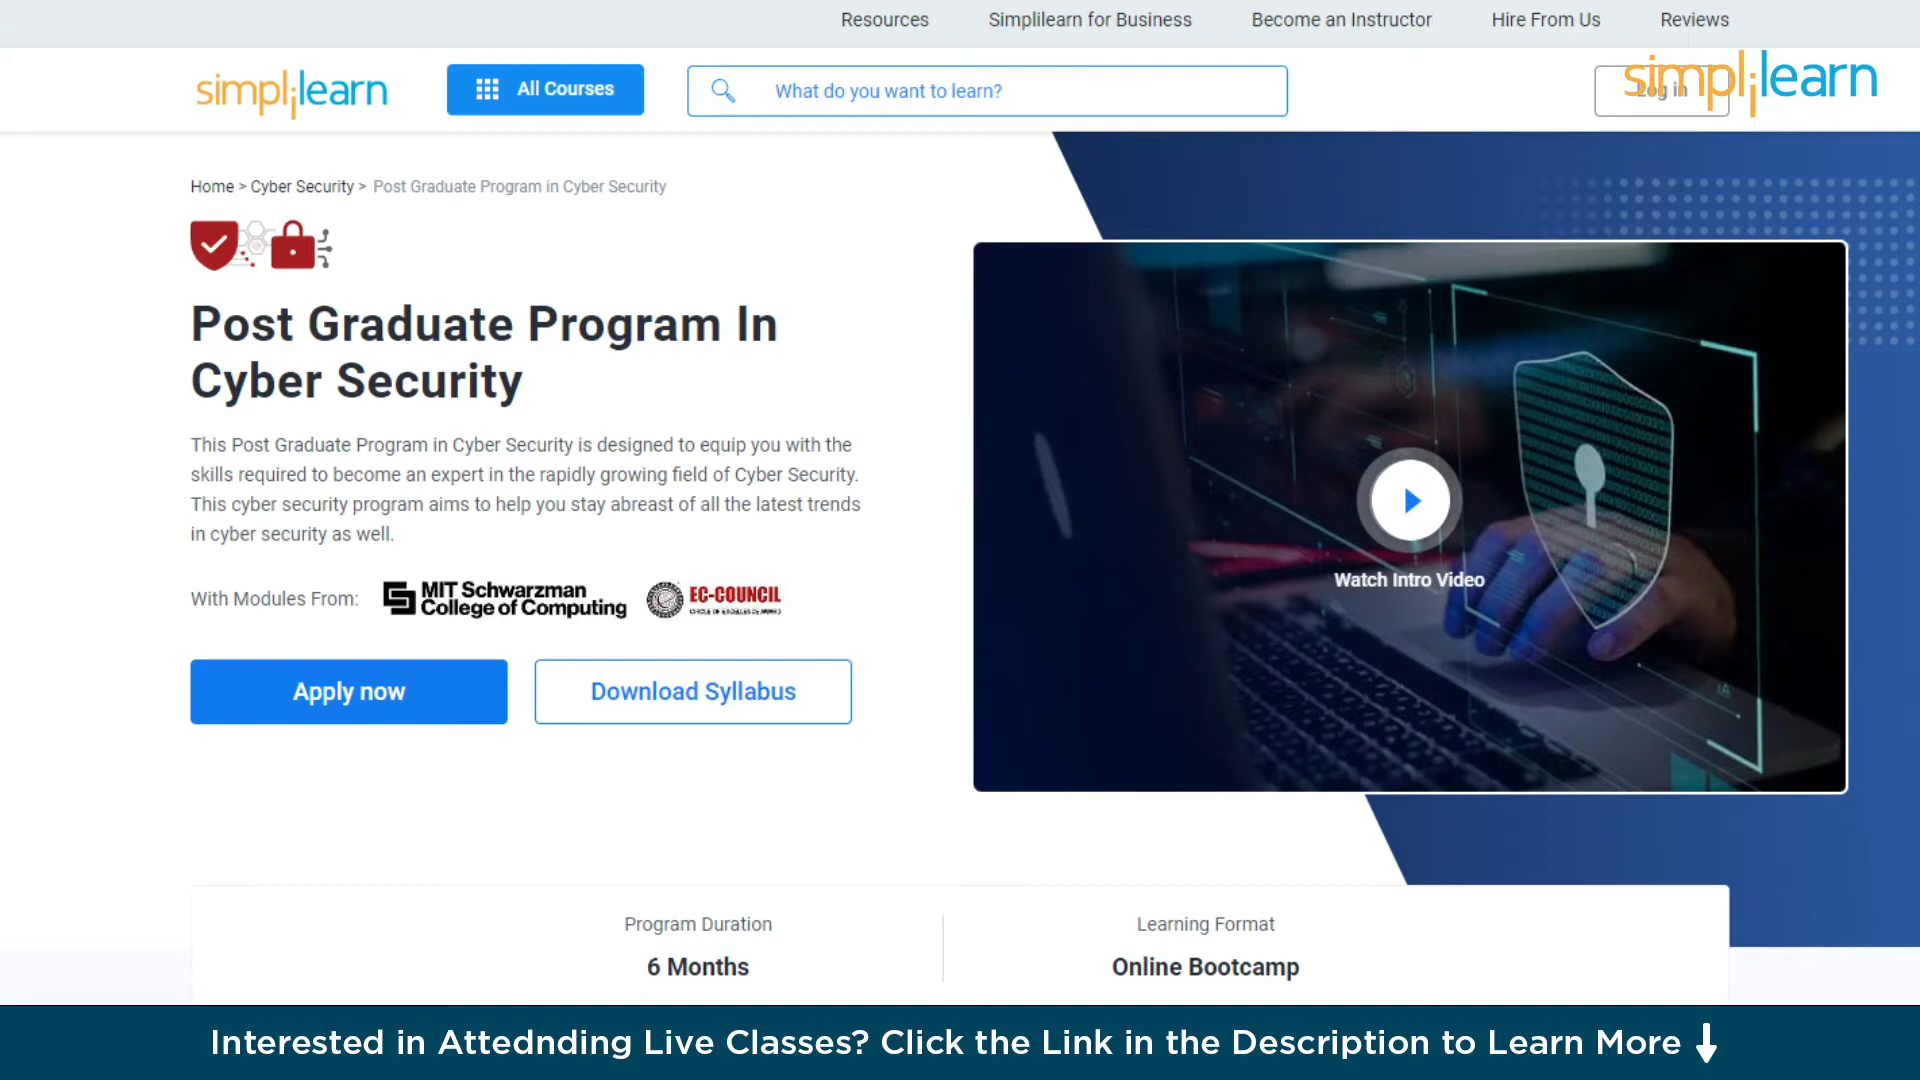 Resources Simplilearn for Business Become an Instructor Hire From Us Reviews
simplilearn All Courses What do you want to learn? Log in simplilearn
Home > Cyber Security > Post Graduate Program in Cyber Security
Post Graduate Program In
Cyber Security
This Post Graduate Program in Cyber Security is designed to equip you with the
skills required to become an expert in the rapidly growing field of Cyber Security.
This cyber security program aims to help you stay abreast of all the latest trends
in cyber security as well.
With Modules From: MIT Schwarzman
College of Computing
EC-COUNCIL
Watch Intro Video
Apply now Download Syllabus
Program Duration
6 Months
Learning Format
Online Bootcamp
Interested in Attednding Live Classes? Click the Link in the Description to Learn More